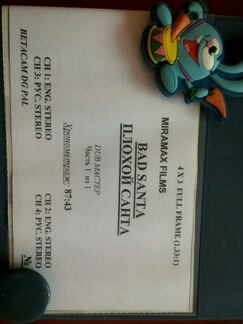 4 X 3 FULL FRAME (1.33:1)
MIRAMAX FILMS
BAD SANTA
ПЛОХОЙ САНТА
DUB МАСТЕР
Часть 1 из 1
Хронометраж: 87:43
CH 1: ENG. STEREO
CH 2: ENG. STEREO
CH 3: РУС. STEREO
CH 4: РУС. STEREO
BETACAM DG PAL
№